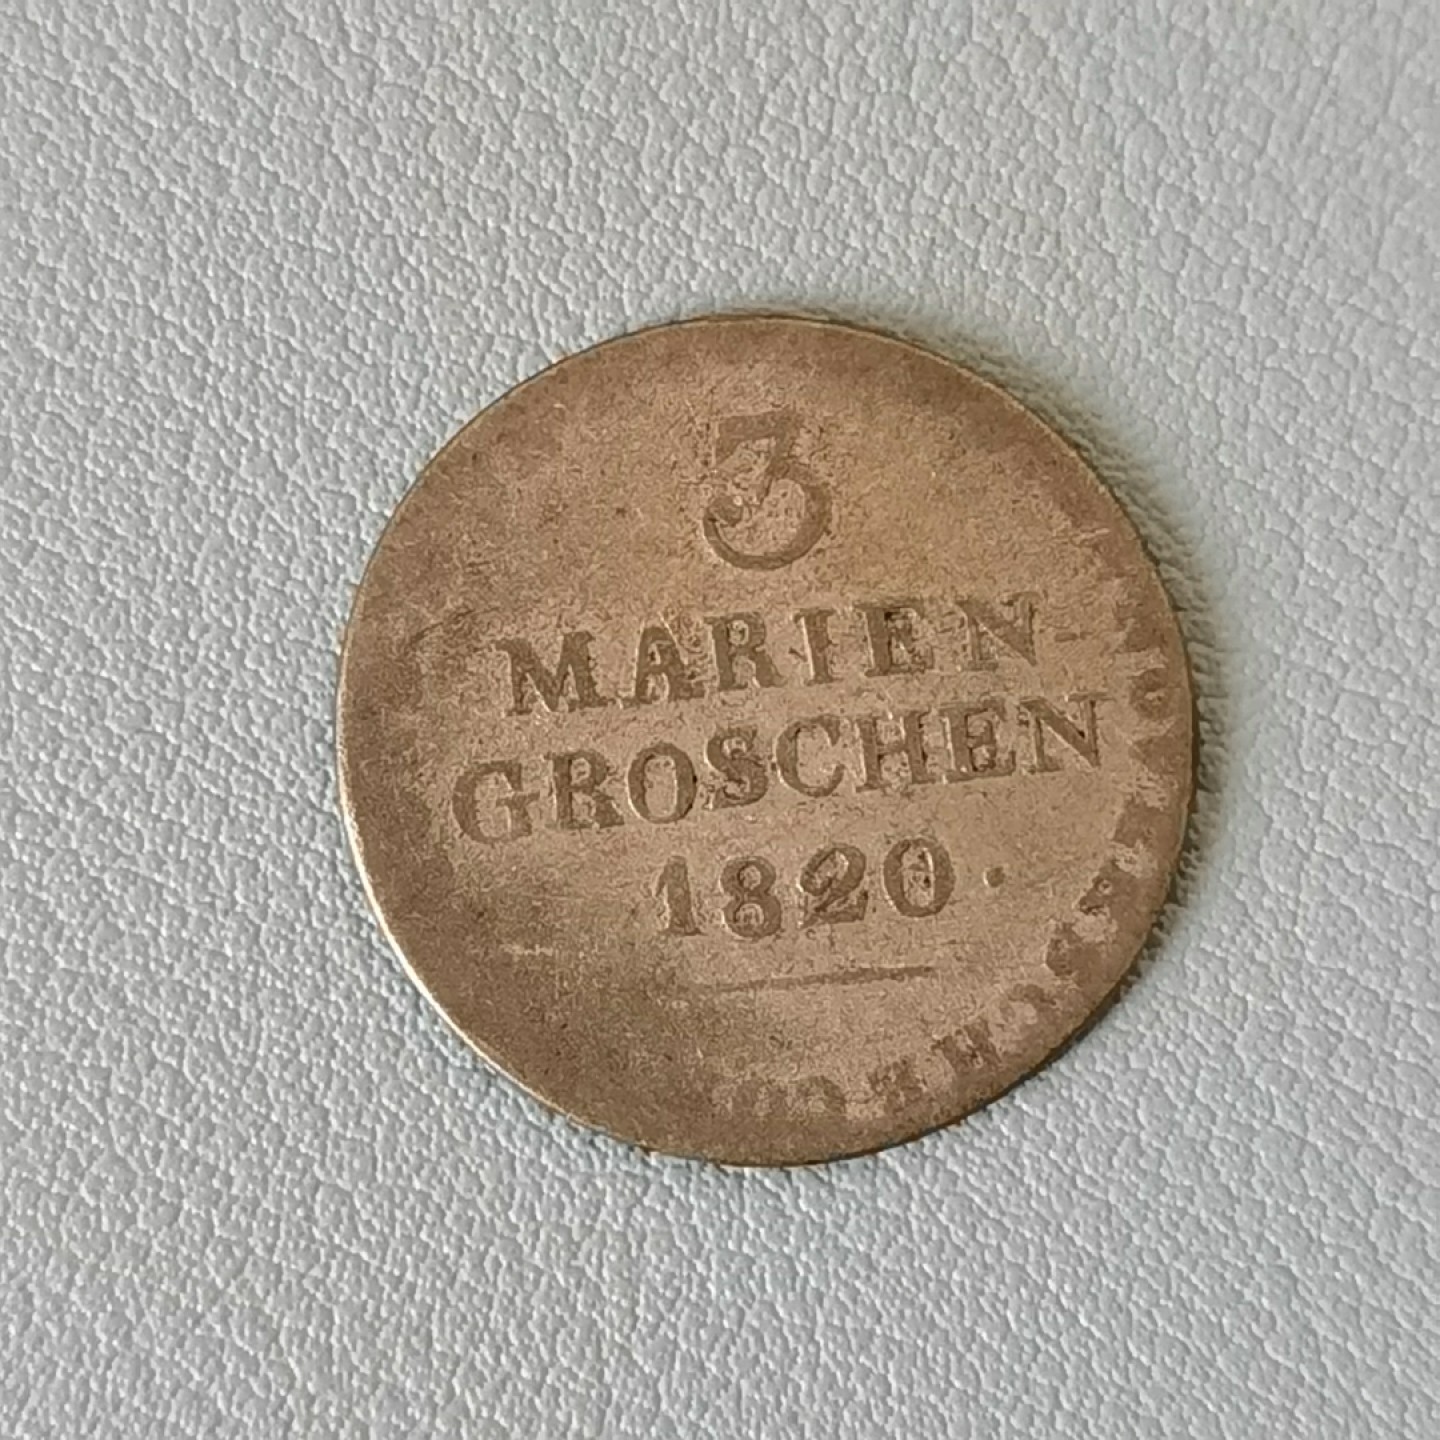 3
MARIEN
GROSCHEN
1820.